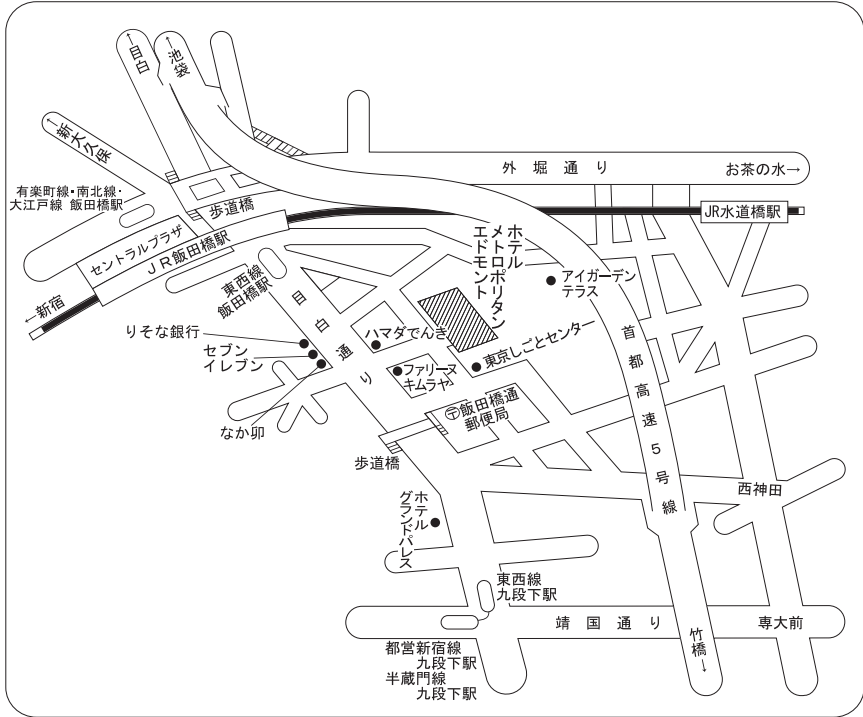 ←目白
←池袋
←新大久保
外堀通り
お茶の水→
有楽町線・南北線・
大江戸線 飯田橋駅
歩道橋
JR水道橋駅
セントラルプラザ
JR飯田橋駅
←新宿
東西線
飯田橋駅
目白通り
ホテル
メトロポリタン
エドモント
アイガーデン
テラス
りそな銀行
セブン
イレブン
なか卯
ハマダでんき
ファリーヌ
キムラヤ
東京しごとセンター
首都高速5号線
〒飯田橋通
郵便局
歩道橋
西神田
ホテル
グランドパレス
東西線
九段下駅
靖国通り
専大前
都営新宿線
九段下駅
半蔵門線
九段下駅
竹橋→